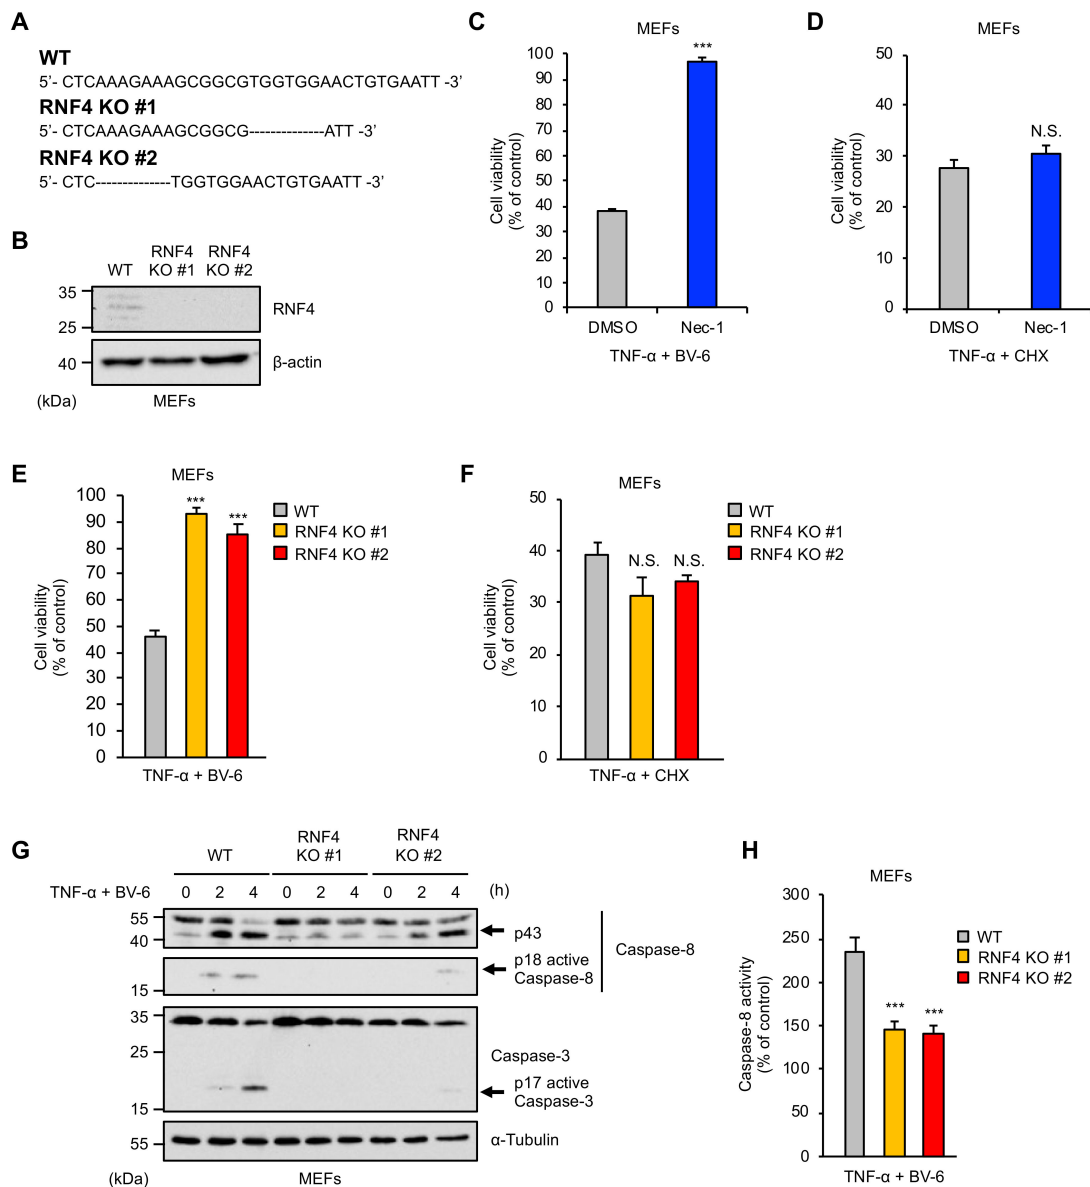 A
WT
5’- CTCAAAGAAAGCGGCGTGGTGGAACTGTGAATT -3’
RNF4 KO #1
5’- CTCAAAGAAAGCGGCG--------------ATT -3’
RNF4 KO #2
5’- CTC--------------TGGTGGAACTGTGAATT -3’
B
WT
RNF4
KO #1
RNF4
KO #2
35
25
RNF4
40
β-actin
(kDa)
MEFs
C
MEFs
Cell viability
(% of control)
100
90
80
70
60
50
40
30
20
10
0
***
DMSO
Nec-1
TNF-α + BV-6
D
MEFs
Cell viability
(% of control)
50
40
30
20
10
0
N.S.
DMSO
Nec-1
TNF-α + CHX
E
MEFs
Cell viability
(% of control)
100
90
80
70
60
50
40
30
20
10
0
***
***
TNF-α + BV-6
WT
RNF4 KO #1
RNF4 KO #2
F
MEFs
Cell viability
(% of control)
50
40
30
20
10
0
N.S.
N.S.
TNF-α + CHX
WT
RNF4 KO #1
RNF4 KO #2
G
WT
RNF4
KO #1
RNF4
KO #2
TNF-α + BV-6
0 2 4 0 2 4 0 2 4 (h)
55
40
p43
p18 active
Caspase-8
Caspase-8
15
35
25
15
Caspase-3
p17 active
Caspase-3
55
α-Tubulin
(kDa)
MEFs
H
MEFs
Caspase-8 activity
(% of control)
300
250
200
150
100
50
0
***
***
TNF-α + BV-6
WT
RNF4 KO #1
RNF4 KO #2